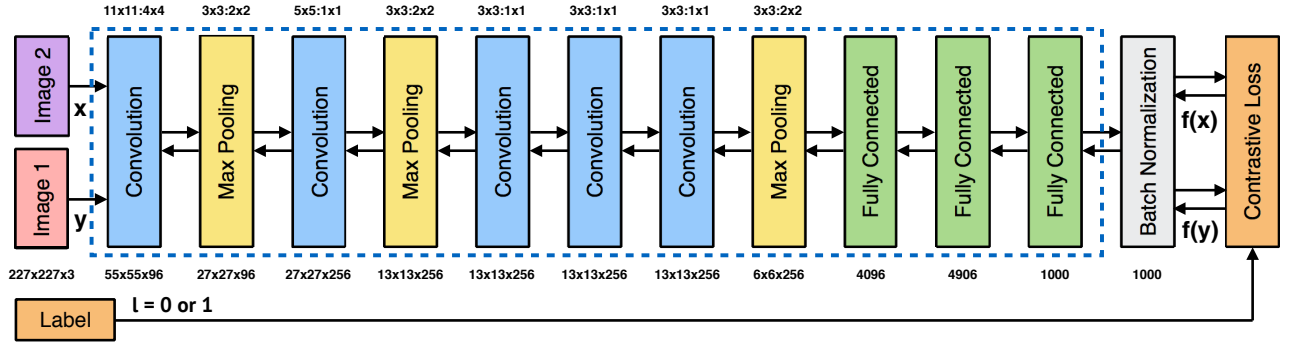 11x11:4x4 3x3:2x2 5x5:1x1 3x3:2x2 3x3:1x1 3x3:1x1 3x3:1x1 3x3:2x2
Image 2
x
Image 1
y
Convolution
Max Pooling
Convolution
Max Pooling
Convolution
Convolution
Convolution
Max Pooling
Fully Connected
Fully Connected
Fully Connected
Batch Normalization
f(x)
f(y)
Contrastive Loss
227x227x3 55x55x96 27x27x96 27x27x256 13x13x256 13x13x256 13x13x256 13x13x256 6x6x256 4096 4906 1000 1000
Label
l = 0 or 1